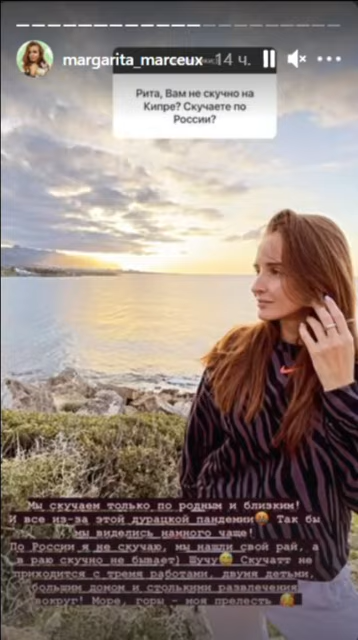 margarita_marceux 14 ч.
Рита, Вам не скучно на
Кипре? Скучаете по
России?
Мы скучаем только по родным и близким!
И все из-за этой дурацкой пандемии😡 Так бы
мы виделись намного чаще!
По России я не скучаю, мы нашли свой рай, а
в раю скучно не бывает) Шучу😅 Скучатт не
приходится с тремя работами, двумя детьми,
большим домом и столькими развлечения
вокруг! Море, горы - моя прелесть